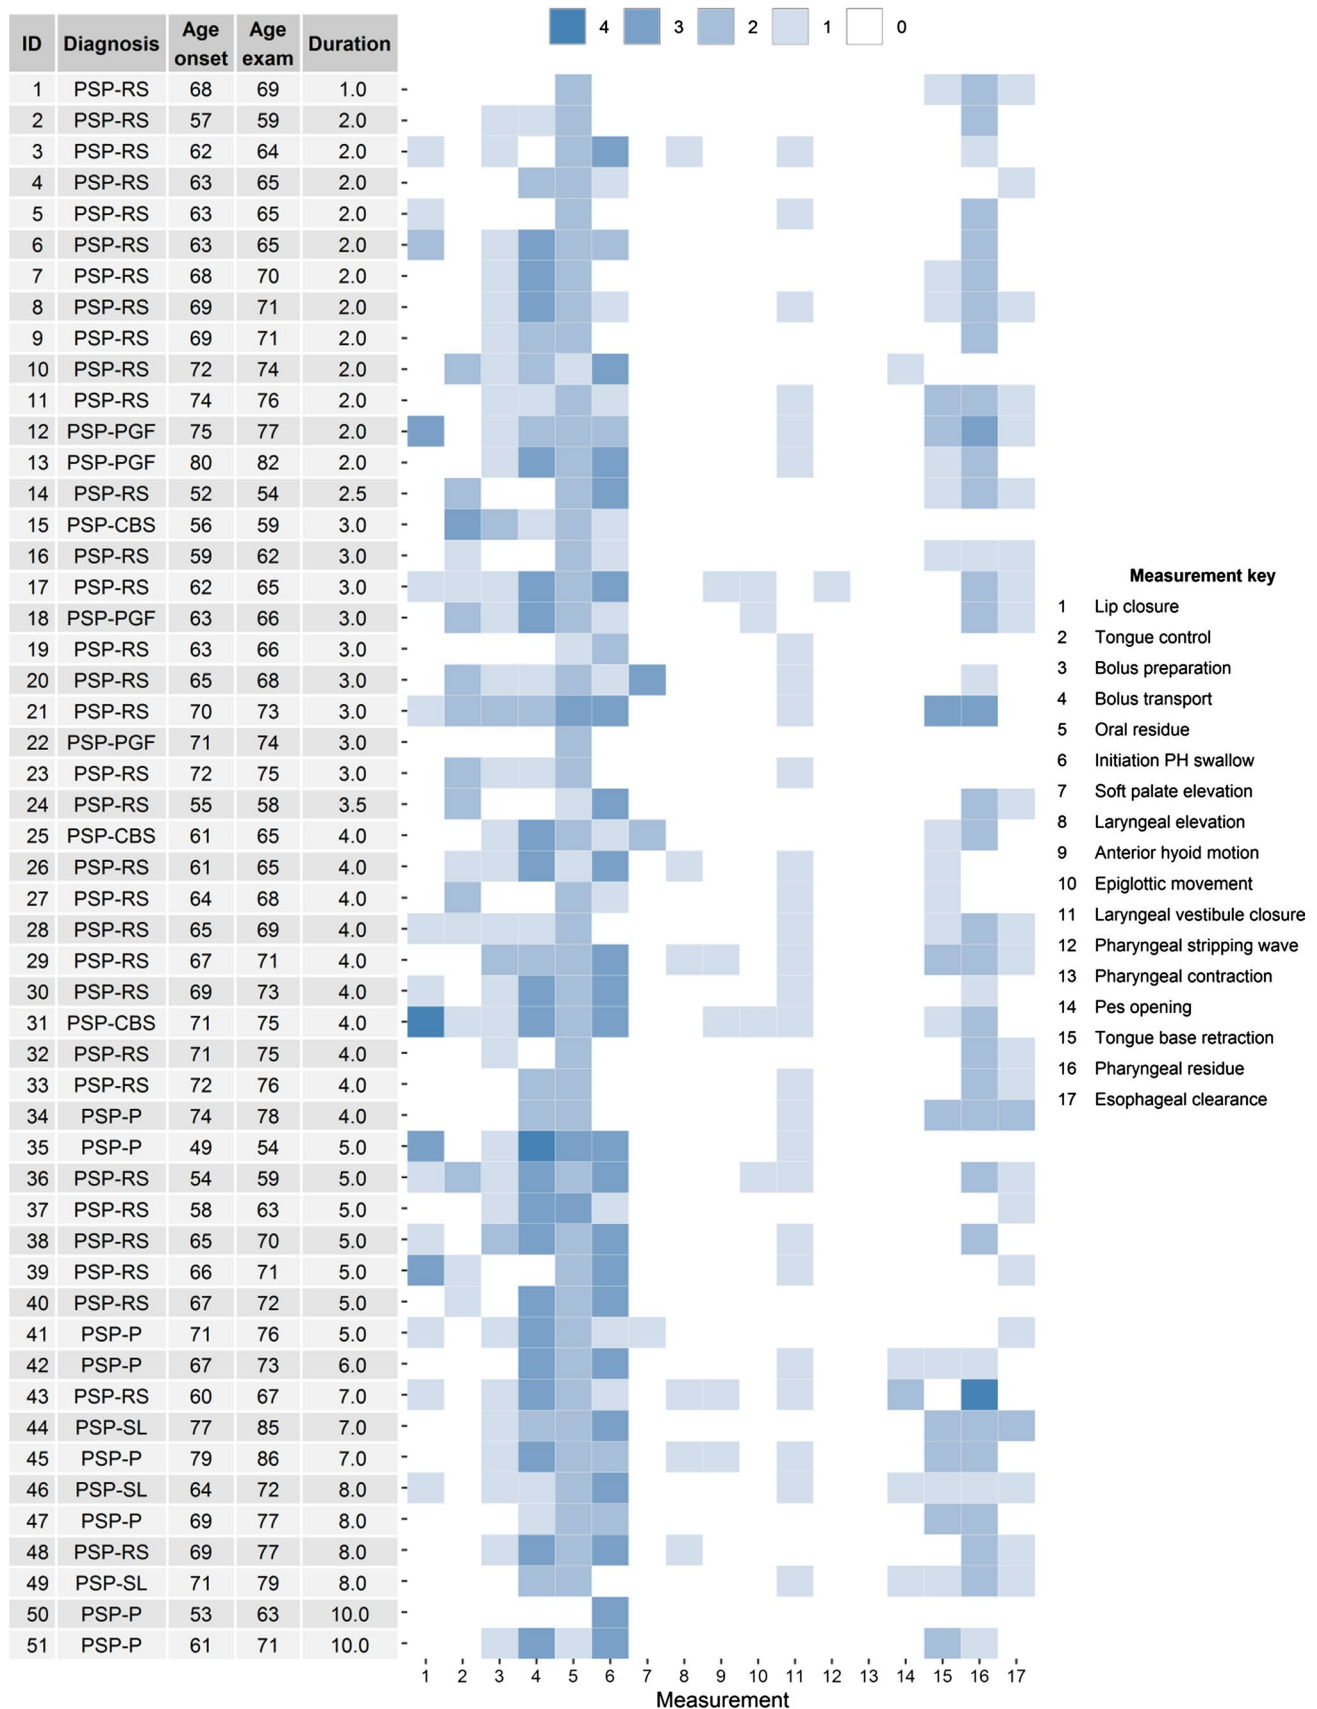 4 3 2 1 0
ID Diagnosis Age onset Age exam Duration
1 PSP-RS 68 69 1.0
2 PSP-RS 57 59 2.0
3 PSP-RS 62 64 2.0
4 PSP-RS 63 65 2.0
5 PSP-RS 63 65 2.0
6 PSP-RS 63 65 2.0
7 PSP-RS 68 70 2.0
8 PSP-RS 69 71 2.0
9 PSP-RS 69 71 2.0
10 PSP-RS 72 74 2.0
11 PSP-RS 74 76 2.0
12 PSP-PGF 75 77 2.0
13 PSP-PGF 80 82 2.0
14 PSP-RS 52 54 2.5
15 PSP-CBS 56 59 3.0
16 PSP-RS 59 62 3.0
17 PSP-RS 62 65 3.0
18 PSP-PGF 63 66 3.0
19 PSP-RS 63 66 3.0
20 PSP-RS 65 68 3.0
21 PSP-RS 70 73 3.0
22 PSP-PGF 71 74 3.0
23 PSP-RS 72 75 3.0
24 PSP-RS 55 58 3.5
25 PSP-CBS 61 65 4.0
26 PSP-RS 61 65 4.0
27 PSP-RS 64 68 4.0
28 PSP-RS 65 69 4.0
29 PSP-RS 67 71 4.0
30 PSP-RS 69 73 4.0
31 PSP-CBS 71 75 4.0
32 PSP-RS 71 75 4.0
33 PSP-RS 72 76 4.0
34 PSP-P 74 78 4.0
35 PSP-P 49 54 5.0
36 PSP-RS 54 59 5.0
37 PSP-RS 58 63 5.0
38 PSP-RS 65 70 5.0
39 PSP-RS 66 71 5.0
40 PSP-RS 67 72 5.0
41 PSP-P 71 76 5.0
42 PSP-P 67 73 6.0
43 PSP-RS 60 67 7.0
44 PSP-SL 77 85 7.0
45 PSP-P 79 86 7.0
46 PSP-SL 64 72 8.0
47 PSP-P 69 77 8.0
48 PSP-RS 69 77 8.0
49 PSP-SL 71 79 8.0
50 PSP-P 53 63 10.0
51 PSP-P 61 71 10.0
1 2 3 4 5 6 7 8 9 10 11 12 13 14 15 16 17
Measurement
Measurement key
1 Lip closure
2 Tongue control
3 Bolus preparation
4 Bolus transport
5 Oral residue
6 Initiation PH swallow
7 Soft palate elevation
8 Laryngeal elevation
9 Anterior hyoid motion
10 Epiglottic movement
11 Laryngeal vestibule closure
12 Pharyngeal stripping wave
13 Pharyngeal contraction
14 Pes opening
15 Tongue base retraction
16 Pharyngeal residue
17 Esophageal clearance